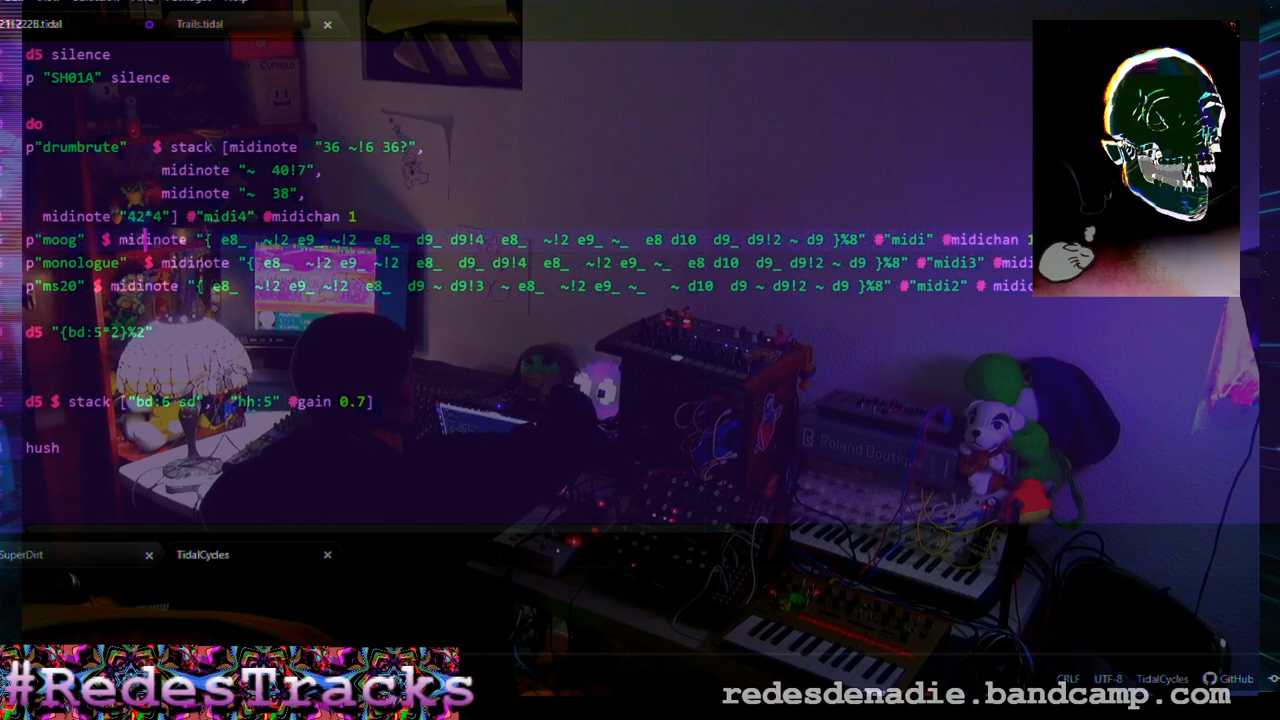 Trails.tidal
d5 silence
p "SH01A" silence
do
p"drumbrute" $ stack [midinote "36 ~!6 36?",
midinote "~ 40!7",
midinote "~ 38",
midinote "42*4"] #"midi4" #midichan 1
p"moog" $ midinote "{ e8_ ~!2 e9_ ~!2 e8_ d9_ d9!4 e8_ ~!2 e9_ ~_ e8 d10 d9_ d9!2 ~ d9 }%8" #"midi" #midichan 1
p"monologue" $ midinote "{ e8_ ~!2 e9_ ~!2 e8_ d9_ d9!4 e8_ ~!2 e9_ ~_ e8 d10 d9_ d9!2 ~ d9 }%8" #"midi3" #midi
p"ms20" $ midinote "{ e8_ ~!2 e9_ ~!2 e8_ d9 ~ d9!3 ~ e8_ ~!2 e9_ ~_ ~ d10 d9 ~ d9!2 ~ d9 }%8" #"midi2" # midic
d5 "{bd:5*2}%2"
d5 $ stack ["bd:6 sd", "hh:5" #gain 0.7]
Roland Boutique
hush
SuperDirt
TidalCycles
CRLF UTF-8 TidalCycles GitHub
#RedesTracks
redesdenadie.bandcamp.com